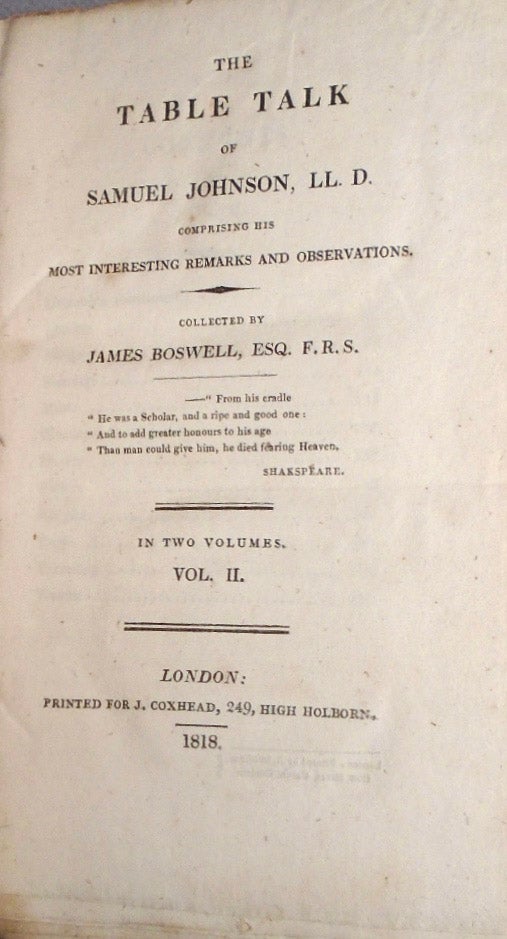 THE
TABLE TALK
OF
SAMUEL JOHNSON, LL. D.
COMPRISING HIS
MOST INTERESTING REMARKS AND OBSERVATIONS.
COLLECTED BY
JAMES BOSWELL, ESQ. F. R. S.
——“ From his cradle
“ He was a Scholar, and a ripe and good one :
“ And to add greater honours to his age
“ Than man could give him, he died fearing Heaven.
SHAKSPEARE.
IN TWO VOLUMES.
VOL. II.
LONDON:
PRINTED FOR J. COXHEAD, 249, HIGH HOLBORN.
1818.